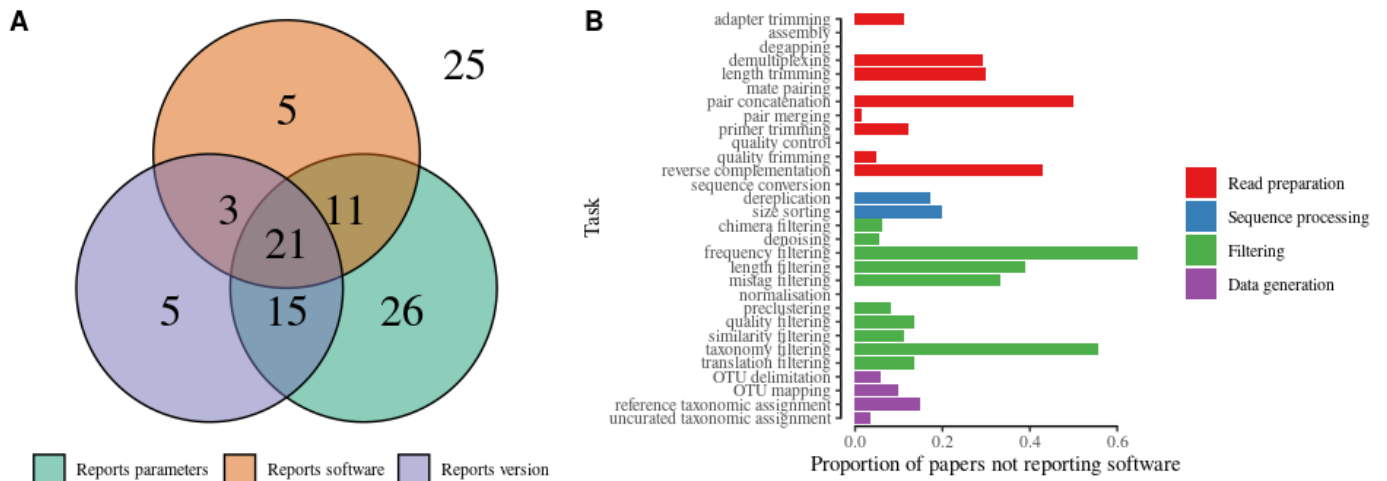 A
25
5
3
11
21
5
15
26
Reports parameters
Reports software
Reports version
B
Task
adapter trimming
assembly
degapping
demultiplexing
length trimming
mate pairing
pair concatenation
pair merging
primer trimming
quality control
quality trimming
reverse complementation
sequence conversion
dereplication
size sorting
chimera filtering
denoising
frequency filtering
length filtering
mistag filtering
normalisation
preclustering
quality filtering
similarity filtering
taxonomy filtering
translation filtering
OTU delimitation
OTU mapping
reference taxonomic assignment
uncurated taxonomic assignment
0.0 0.2 0.4 0.6
Proportion of papers not reporting software
Read preparation
Sequence processing
Filtering
Data generation